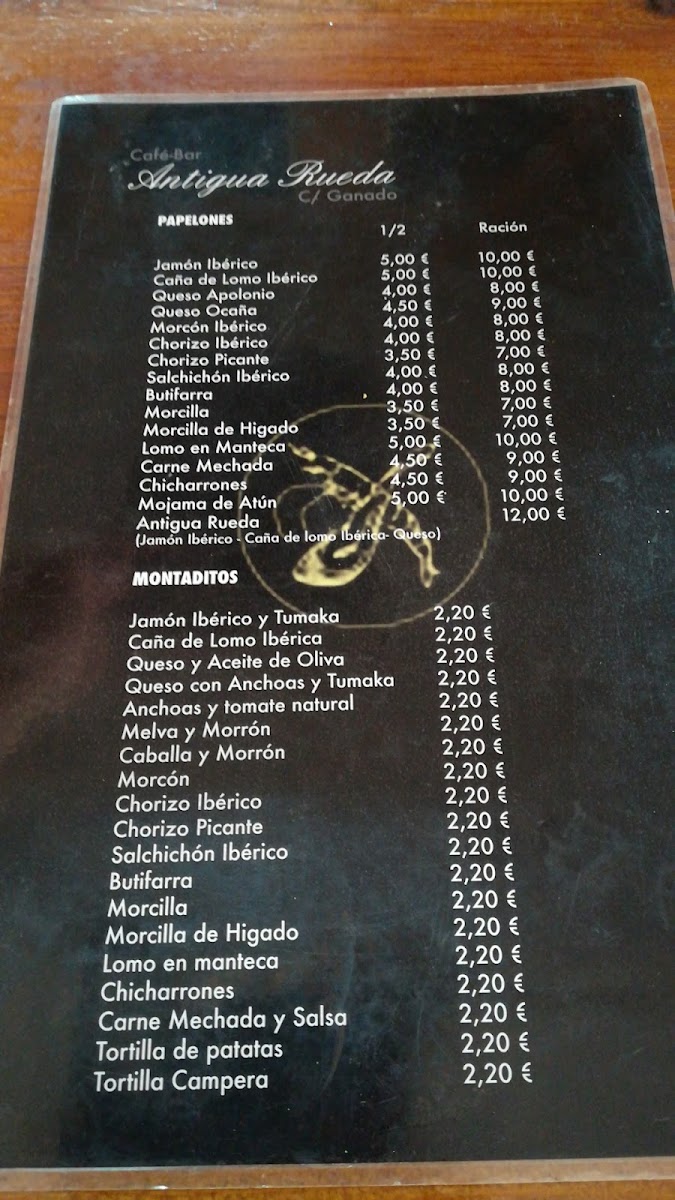 Café-Bar
Antigua Rueda
C/ Ganado
PAPELONES 1/2 Ración
Jamón Ibérico 5,00 € 10,00 €
Caña de Lomo Ibérico 5,00 € 10,00 €
Queso Apolonio 4,00 € 8,00 €
Queso Ocaña 4,50 € 9,00 €
Morcón Ibérico 4,00 € 8,00 €
Chorizo Ibérico 4,00 € 8,00 €
Chorizo Picante 3,50 € 7,00 €
Salchichón Ibérico 4,00 € 8,00 €
Butifarra 4,00 € 8,00 €
Morcilla 3,50 € 7,00 €
Morcilla de Higado 3,50 € 7,00 €
Lomo en Manteca 5,00 € 10,00 €
Carne Mechada 4,50 € 9,00 €
Chicharrones 4,50 € 9,00 €
Mojama de Atún 5,00 € 10,00 €
Antigua Rueda 12,00 €
(Jamón Ibérico - Caña de lomo Ibérica- Queso)
MONTADITOS
Jamón Ibérico y Tumaka 2,20 €
Caña de Lomo Ibérica 2,20 €
Queso y Aceite de Oliva 2,20 €
Queso con Anchoas y Tumaka 2,20 €
Anchoas y tomate natural 2,20 €
Melva y Morrón 2,20 €
Caballa y Morrón 2,20 €
Morcón 2,20 €
Chorizo Ibérico 2,20 €
Chorizo Picante 2,20 €
Salchichón Ibérico 2,20 €
Butifarra 2,20 €
Morcilla 2,20 €
Morcilla de Higado 2,20 €
Lomo en manteca 2,20 €
Chicharrones 2,20 €
Carne Mechada y Salsa 2,20 €
Tortilla de patatas 2,20 €
Tortilla Campera 2,20 €